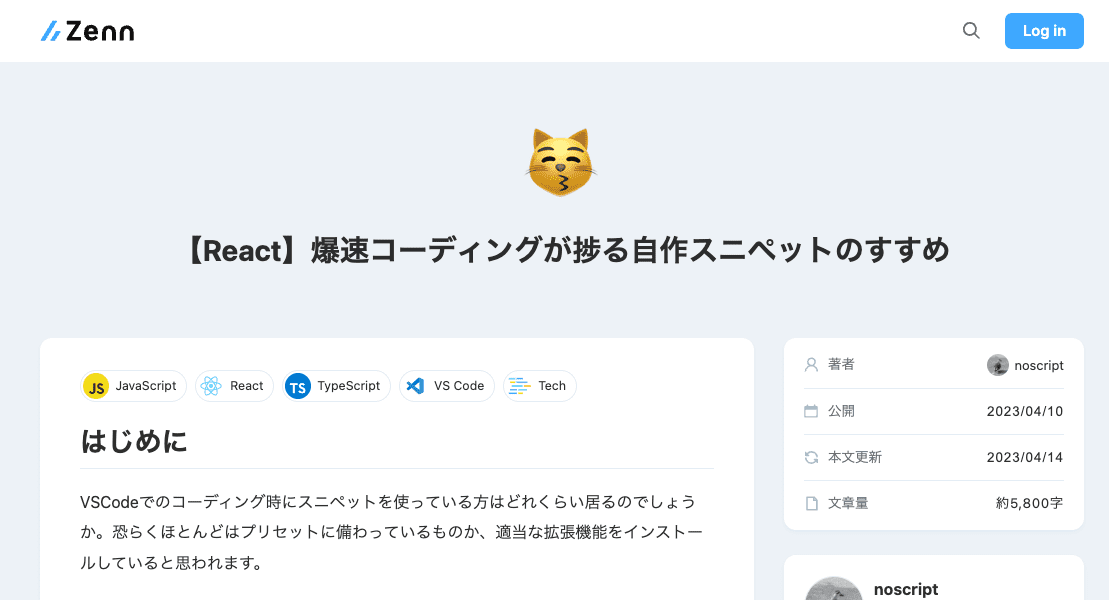 Zenn
Log in
【React】爆速コーディングが捗る自作スニペットのすすめ
JS JavaScript
React
TS TypeScript
VS Code
Tech
はじめに
VSCodeでのコーディング時にスニペットを使っている方はどれくらい居るのでしょう
か。恐らくほとんどはプリセットに備わっているものか、適当な拡張機能をインストー
ルしていると思われます。
著者 noscript
公開 2023/04/10
本文更新 2023/04/14
文章量 約5,800字
noscript